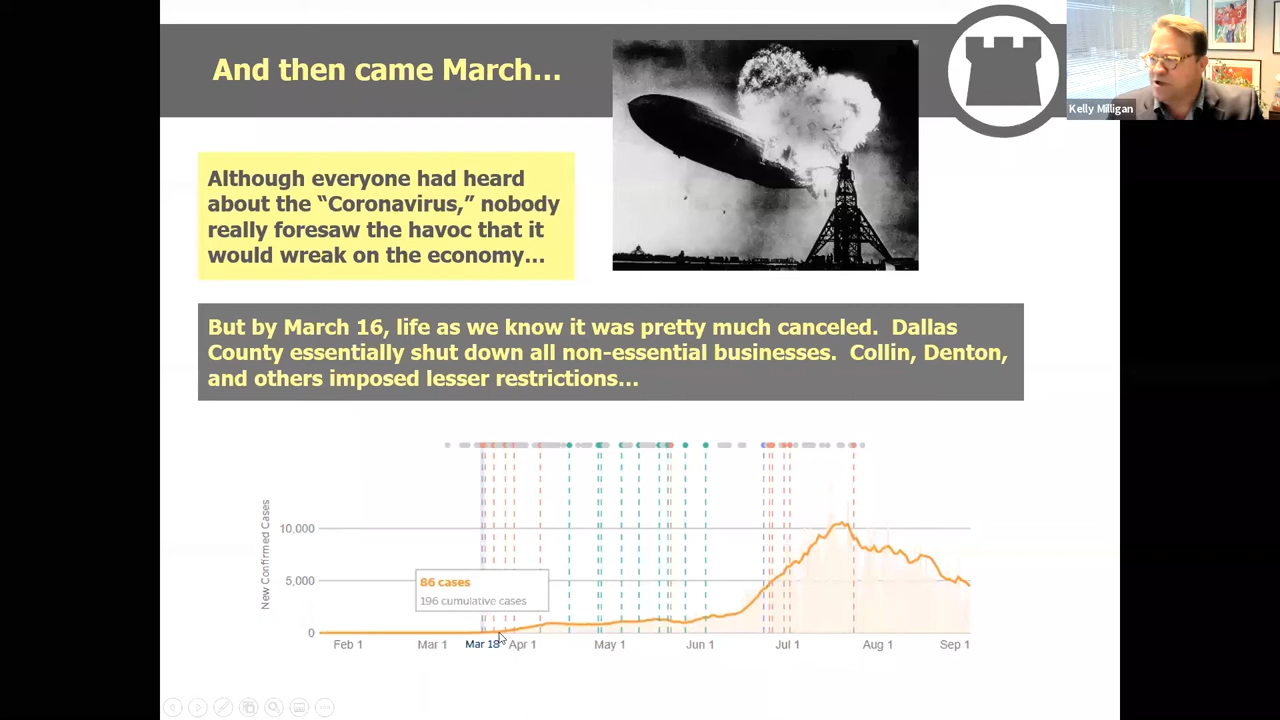 And then came March...
Kelly Milligan
Although everyone had heard
about the “Coronavirus,” nobody
really foresaw the havoc that it
would wreak on the economy...
But by March 16, life as we know it was pretty much canceled.  Dallas
County essentially shut down all non-essential businesses.  Collin, Denton,
and others imposed lesser restrictions...
New Confirmed Cases
10,000
5,000
0
86 cases
196 cumulative cases
Feb 1
Mar 1
Mar 18
Apr 1
May 1
Jun 1
Jul 1
Aug 1
Sep 1